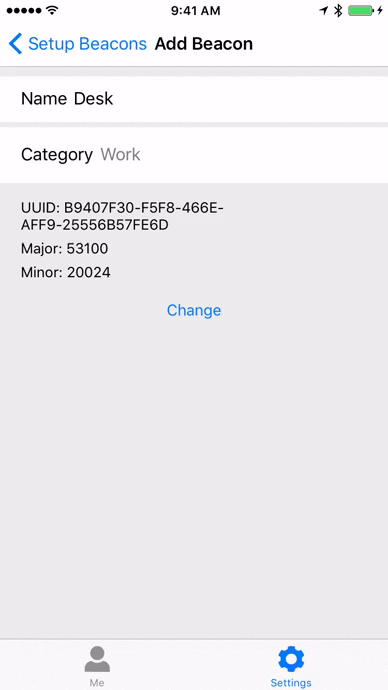 9:41 AM
Setup Beacons Add Beacon
Name Desk
Category Work
UUID: B9407F30-F5F8-466E-
AFF9-25556B57FE6D
Major: 53100
Minor: 20024
Change
Me
Settings